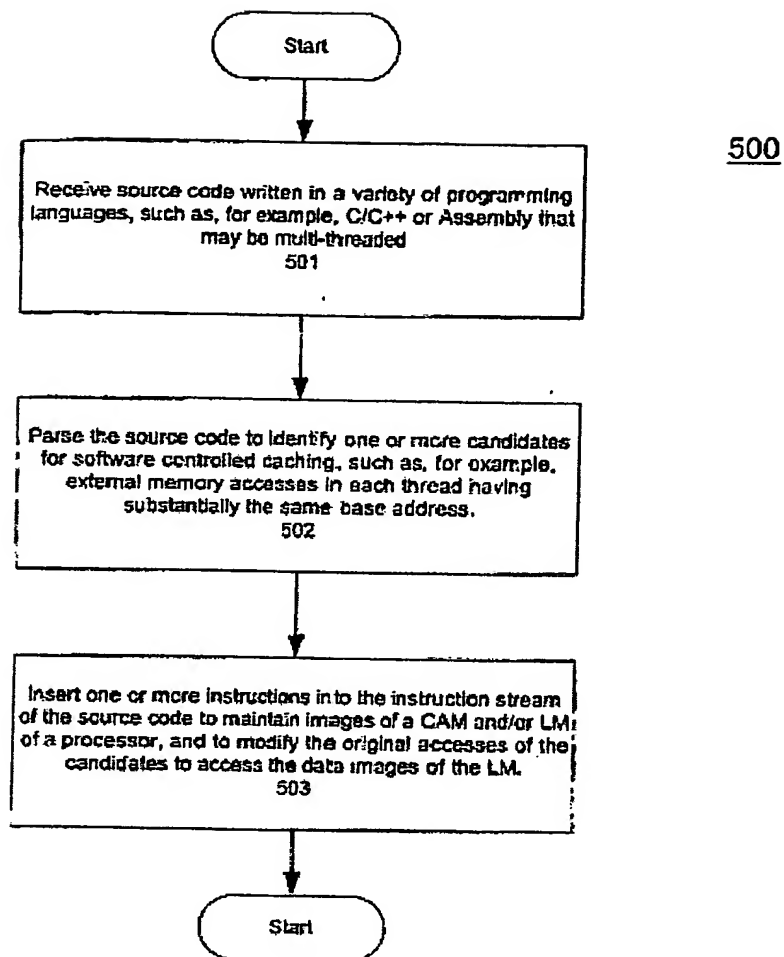 Start
500
Receive source code written in a variety of programming
languages, such as, for example, C/C++ or Assembly that
may be multi-threaded
501
Parse the source code to identify one or more candidates
for software controlled caching, such as, for example,
external memory accesses in each thread having
substantially the same base address.
502
Insert one or more instructions into the instruction stream
of the source code to maintain images of a CAM and/or LM
of a processor, and to modify the original accesses of the
candidates to access the data images of the LM.
503
Start